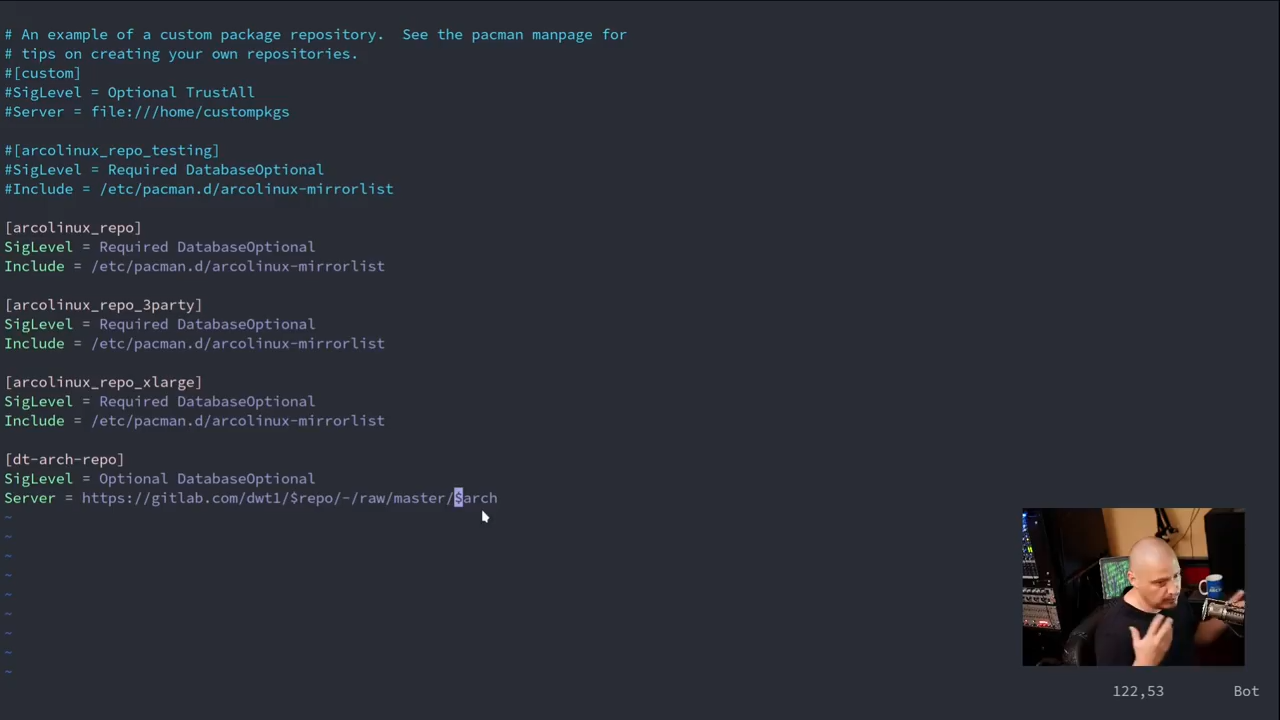 # An example of a custom package repository.  See the pacman manpage for
# tips on creating your own repositories.
#[custom]
#SigLevel = Optional TrustAll
#Server = file:///home/custompkgs
#[arcolinux_repo_testing]
#SigLevel = Required DatabaseOptional
#Include = /etc/pacman.d/arcolinux-mirrorlist
[arcolinux_repo]
SigLevel = Required DatabaseOptional
Include = /etc/pacman.d/arcolinux-mirrorlist
[arcolinux_repo_3party]
SigLevel = Required DatabaseOptional
Include = /etc/pacman.d/arcolinux-mirrorlist
[arcolinux_repo_xlarge]
SigLevel = Required DatabaseOptional
Include = /etc/pacman.d/arcolinux-mirrorlist
[dt-arch-repo]
SigLevel = Optional DatabaseOptional
Server = https://gitlab.com/dwt1/$repo/-/raw/master/$arch
~
~
~
~
~
~
~
~
~
122,53 Bot